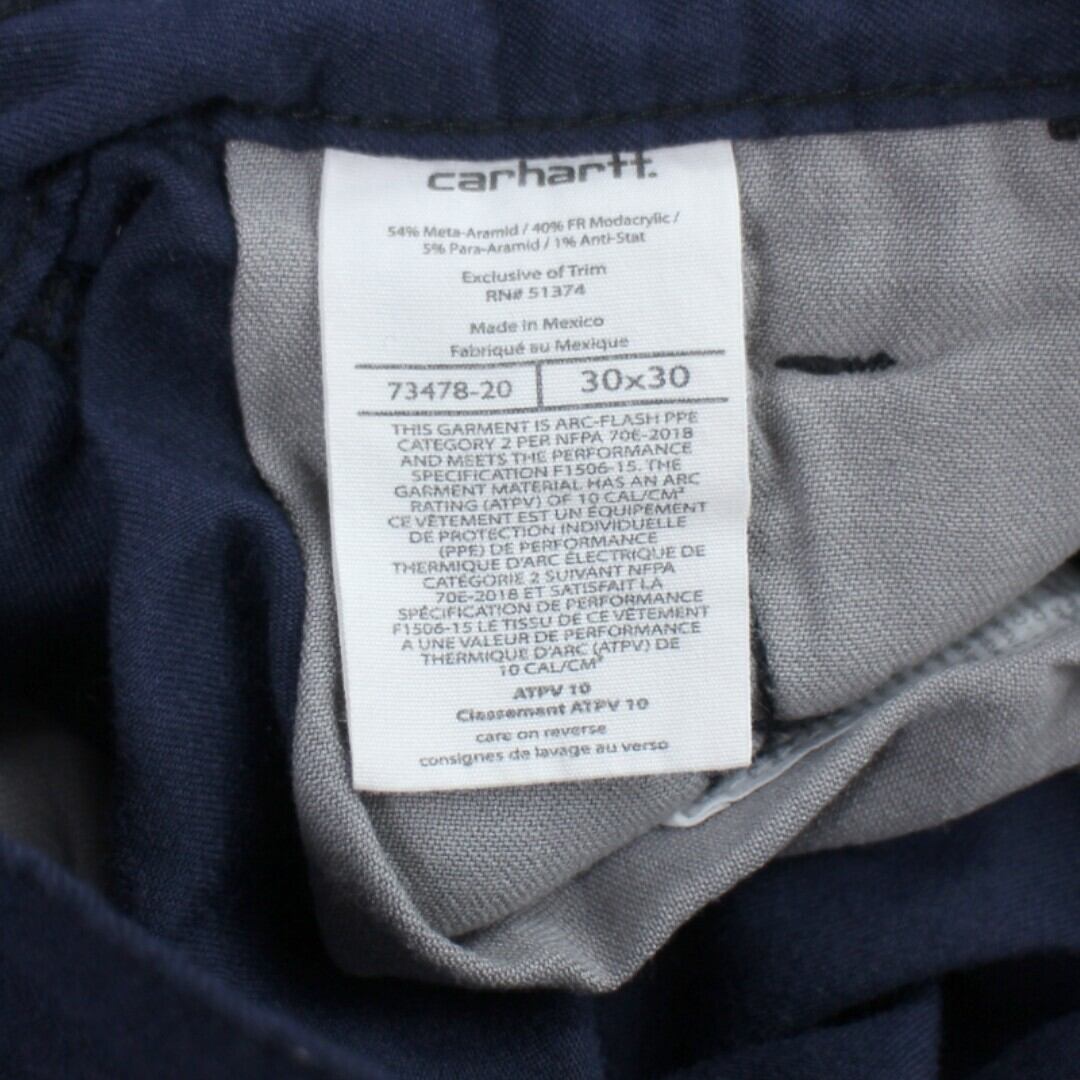 carhartt.
54% Meta-Aramid / 40% FR Modacrylic /
5% Para-Aramid / 1% Anti-Stat
Exclusive of Trim
RN# 51374
Made in Mexico
Fabriqué au Mexique
73478-20 30x30
THIS GARMENT IS ARC-FLASH PPE
CATEGORY 2 PER NFPA 70E-2018
AND MEETS THE PERFORMANCE
SPECIFICATION F1506-15. THE
GARMENT MATERIAL HAS AN ARC
RATING (ATPV) OF 10 CAL/CM²
CE VÊTEMENT EST UN ÉQUIPEMENT
DE PROTECTION INDIVIDUELLE
(PPE) DE PERFORMANCE
THERMIQUE D'ARC ÉLECTRIQUE DE
CATÉGORIE 2 SUIVANT NFPA
70E-2018 ET SATISFAIT LA
SPÉCIFICATION DE PERFORMANCE
F1506-15 LE TISSU DE CE VÊTEMENT
A UNE VALEUR DE PERFORMANCE
THERMIQUE D'ARC (ATPV) DE
10 CAL/CM²
ATPV 10
Classement ATPV 10
care on reverse
consignes de lavage au verso